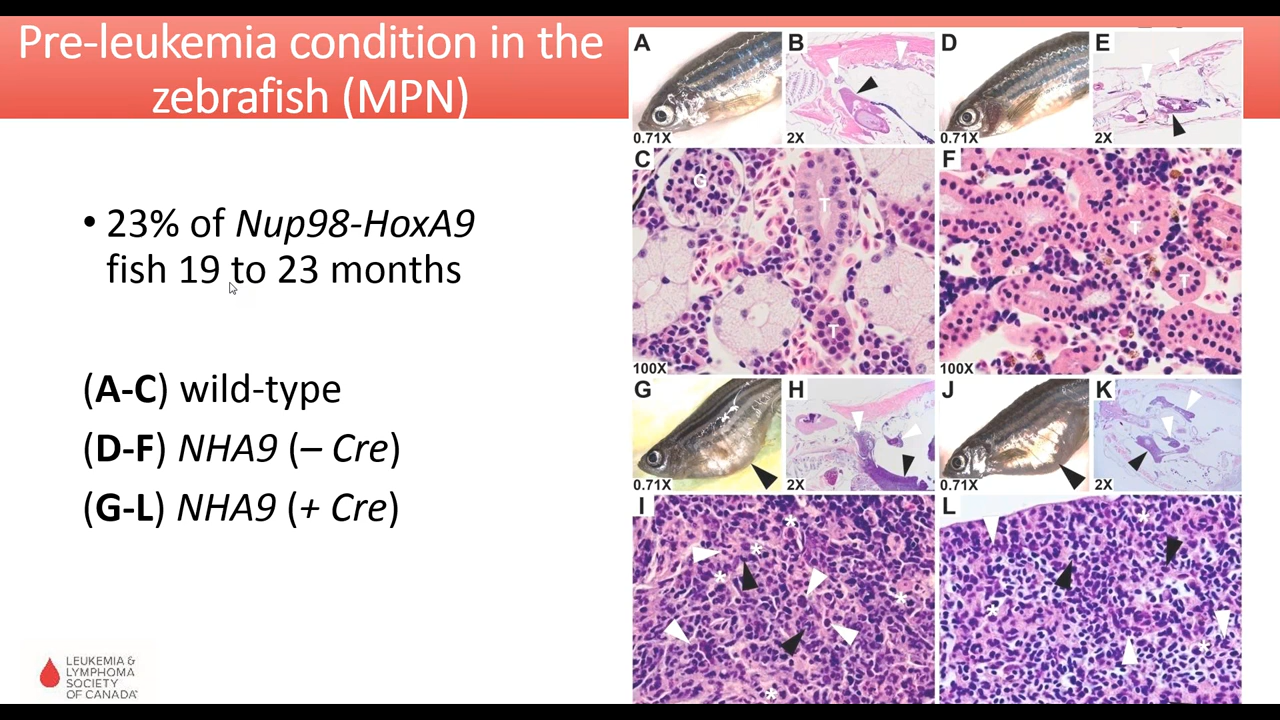 Pre-leukemia condition in the
zebrafish (MPN)
• 23% of Nup98-HoxA9
fish 19 to 23 months
(A-C) wild-type
(D-F) NHA9 (– Cre)
(G-L) NHA9 (+ Cre)
LEUKEMIA &
LYMPHOMA
SOCIETY
OF CANADA
A
0.71X
B
2X
D
0.71X
E
2X
C
G
T
T
100X
F
T
T
100X
G
0.71X
H
2X
J
0.71X
K
2X
I
* * * * *
L
* * *